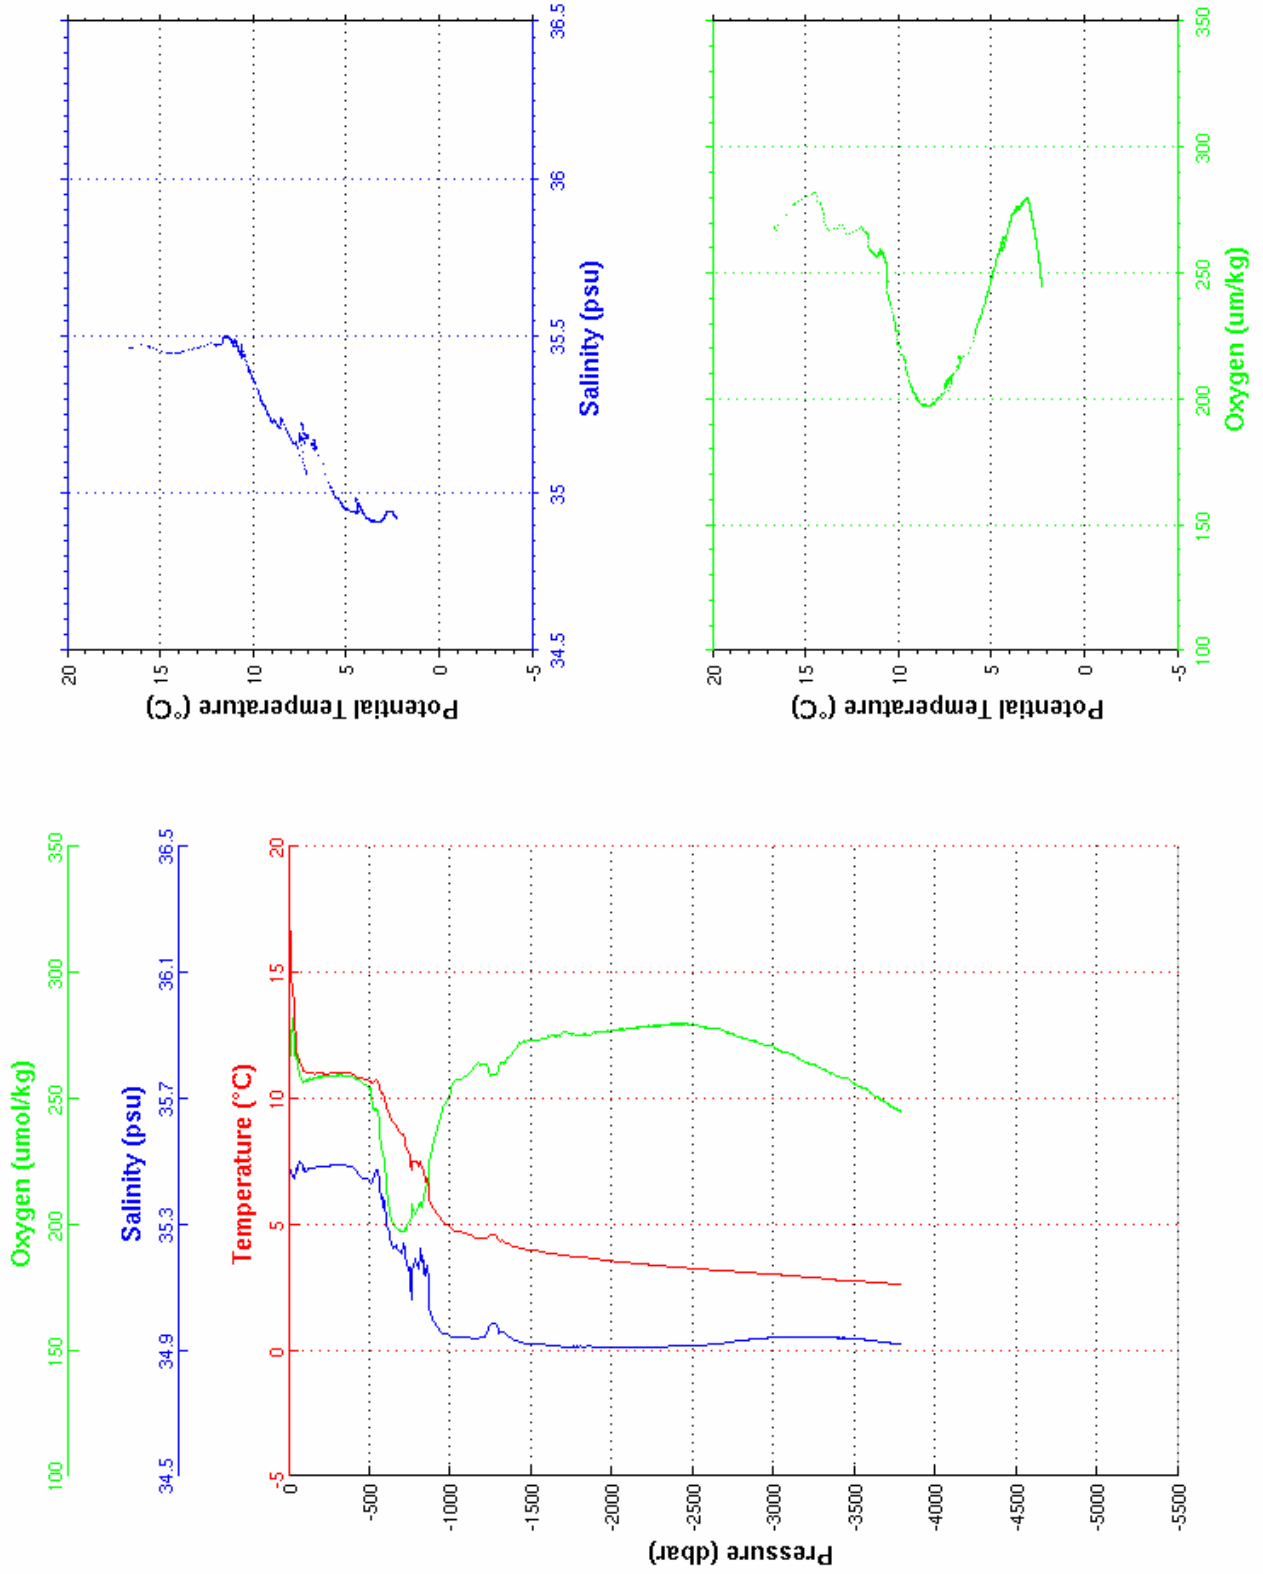 Oxygen (umol/kg)
100 150 200 250 300 350
Salinity (psu)
34.5 34.9 35.3 35.7 36.1 36.5
Temperature (°C)
-5 0 5 10 15 20
0
-500
-1000
-1500
-2000
-2500
-3000
-3500
-4000
-4500
-5000
-5500
Pressure (dbar)
20
15
10
5
0
-5
Potential Temperature (°C)
34.5 35 35.5 36 36.5
Salinity (psu)
20
15
10
5
0
-5
Potential Temperature (°C)
100 150 200 250 300 350
Oxygen (um/kg)